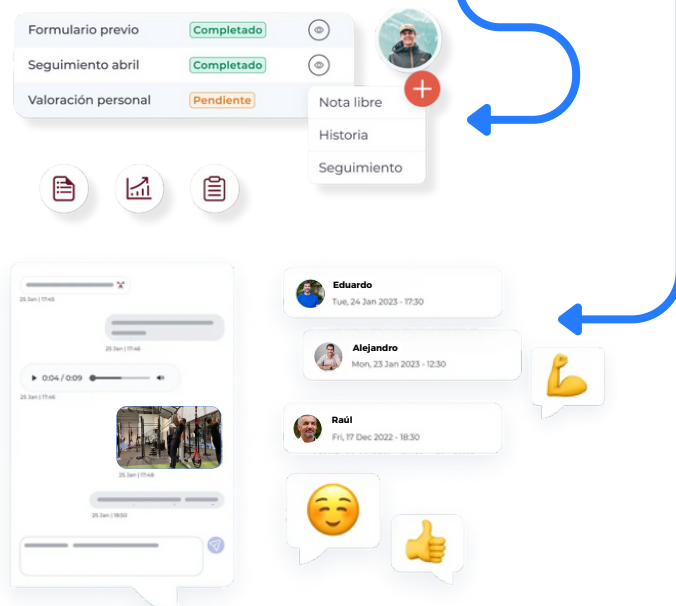 Formulario previo Completado
Seguimiento abril Completado
Valoración personal Pendiente
Nota libre
Historia
Seguimiento
25 Jan | 17:45
25 Jan | 17:46
0:04 / 0:09
25 Jan | 17:46
25 Jan | 17:48
25 Jan | 18:50
Eduardo
Tue, 24 Jan 2023 - 17:30
Alejandro
Mon, 23 Jan 2023 - 12:30
Raúl
Fri, 17 Dec 2022 - 18:30